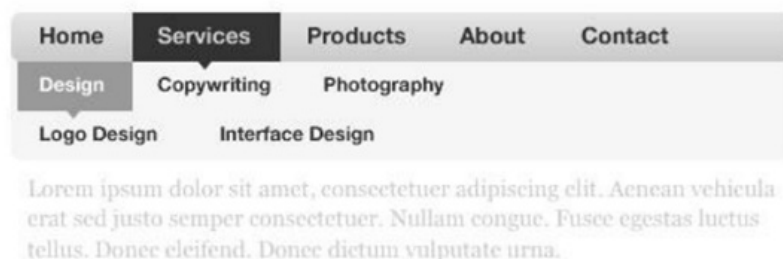 Home Services Products About Contact
Design Copywriting Photography
Logo Design Interface Design
Lorem ipsum dolor sit amet, consectetuer adipiscing elit. Aenean vehicula
erat sed justo semper consectetuer. Nullam congue. Fusce egestas luctus
tellus. Donec eleifend. Donec dictum vulputate urna.